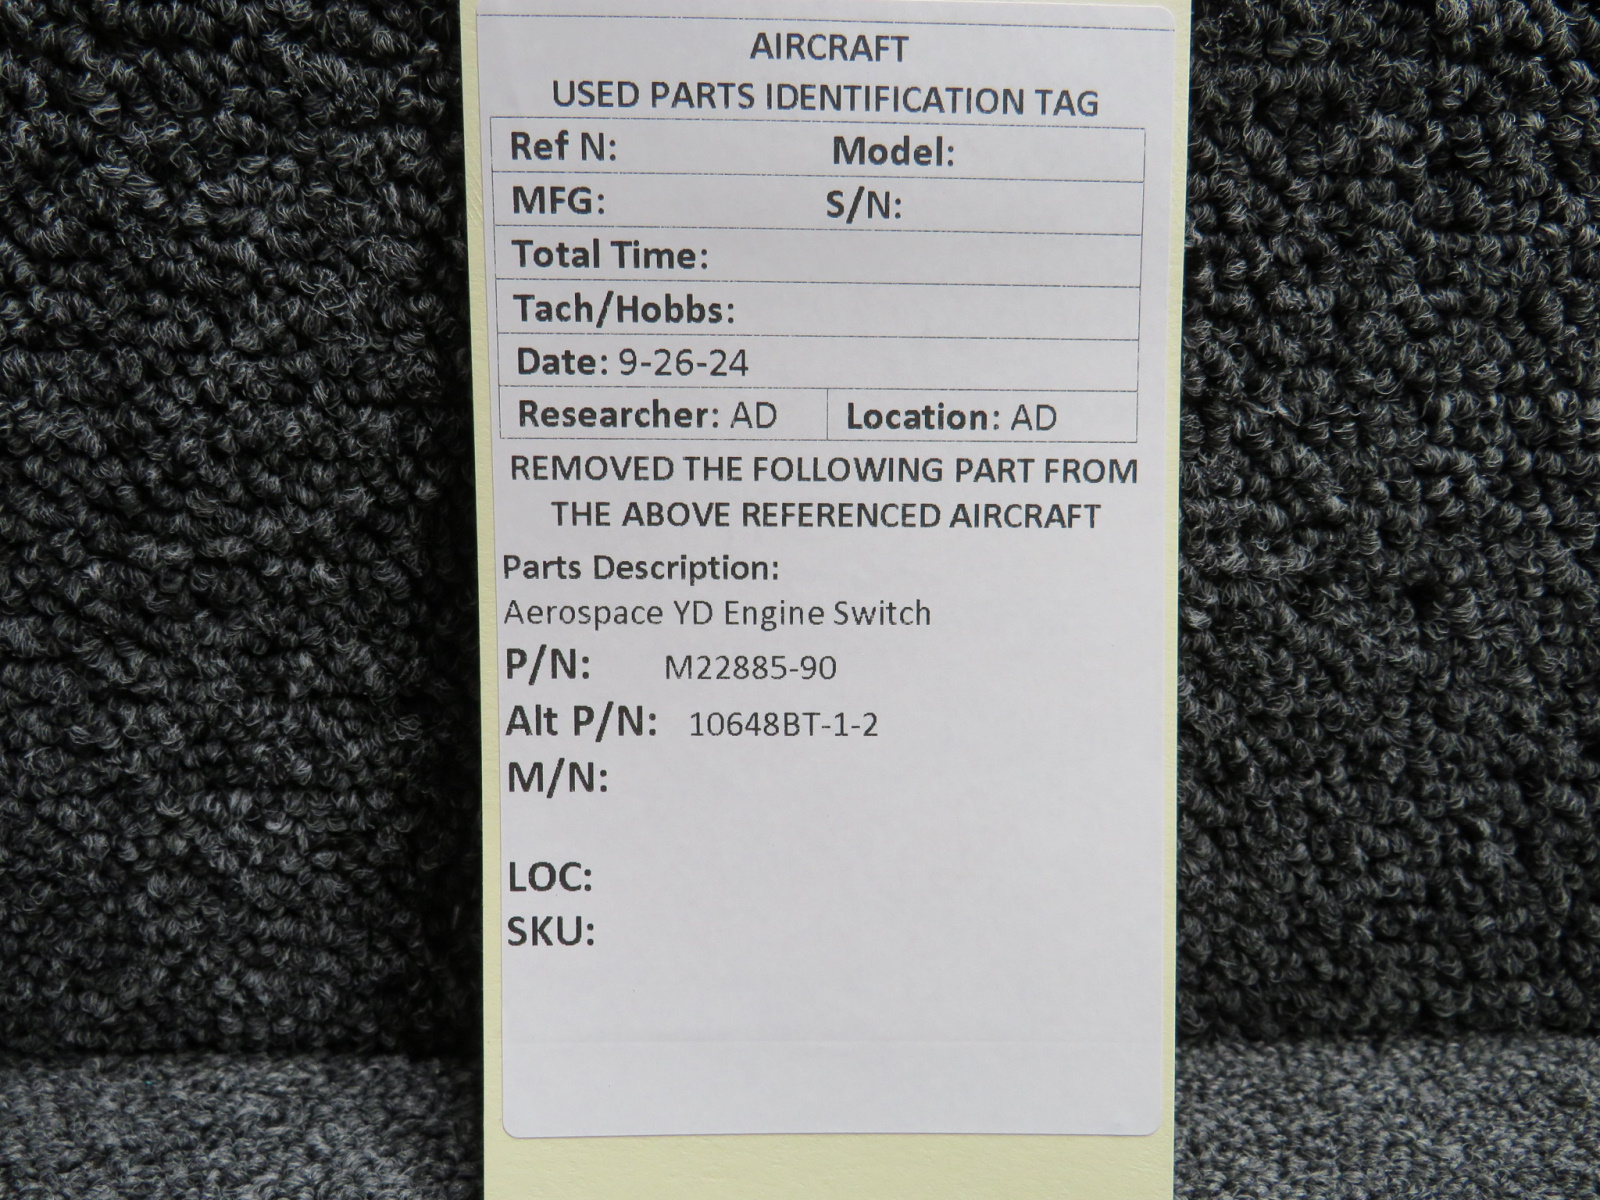 AIRCRAFT
USED PARTS IDENTIFICATION TAG
Ref N: Model:
MFG: S/N:
Total Time:
Tach/Hobbs:
Date: 9-26-24
Researcher: AD Location: AD
REMOVED THE FOLLOWING PART FROM
THE ABOVE REFERENCED AIRCRAFT
Parts Description:
Aerospace YD Engine Switch
P/N: M22885-90
Alt P/N: 10648BT-1-2
M/N:
LOC:
SKU: